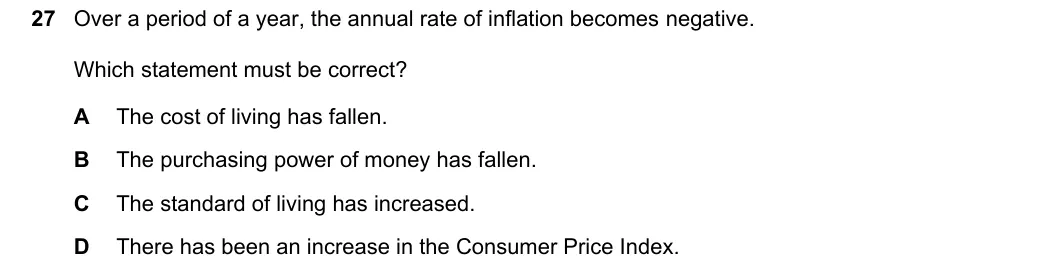 27 Over a period of a year, the annual rate of inflation becomes negative.
Which statement must be correct?
A The cost of living has fallen.
B The purchasing power of money has fallen.
C The standard of living has increased.
D There has been an increase in the Consumer Price Index.